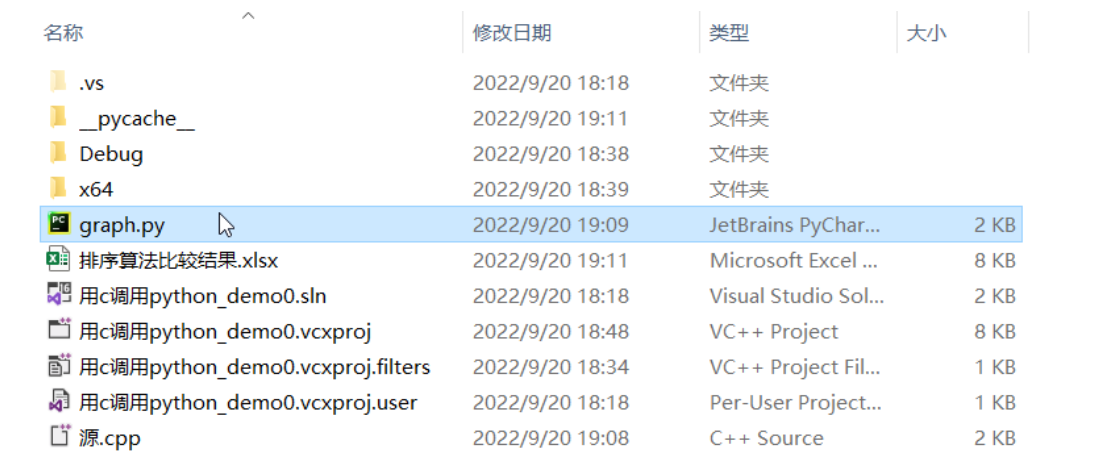 名称 修改日期 类型 大小
.vs 2022/9/20 18:18 文件夹
__pycache__ 2022/9/20 19:11 文件夹
Debug 2022/9/20 18:38 文件夹
x64 2022/9/20 18:39 文件夹
graph.py 2022/9/20 19:09 JetBrains PyChar... 2 KB
排序算法比较结果.xlsx 2022/9/20 19:11 Microsoft Excel ... 8 KB
用c调用python_demo0.sln 2022/9/20 18:18 Visual Studio Sol... 2 KB
用c调用python_demo0.vcxproj 2022/9/20 18:48 VC++ Project 8 KB
用c调用python_demo0.vcxproj.filters 2022/9/20 18:34 VC++ Project Fil... 1 KB
用c调用python_demo0.vcxproj.user 2022/9/20 18:18 Per-User Project... 1 KB
源.cpp 2022/9/20 19:08 C++ Source 2 KB